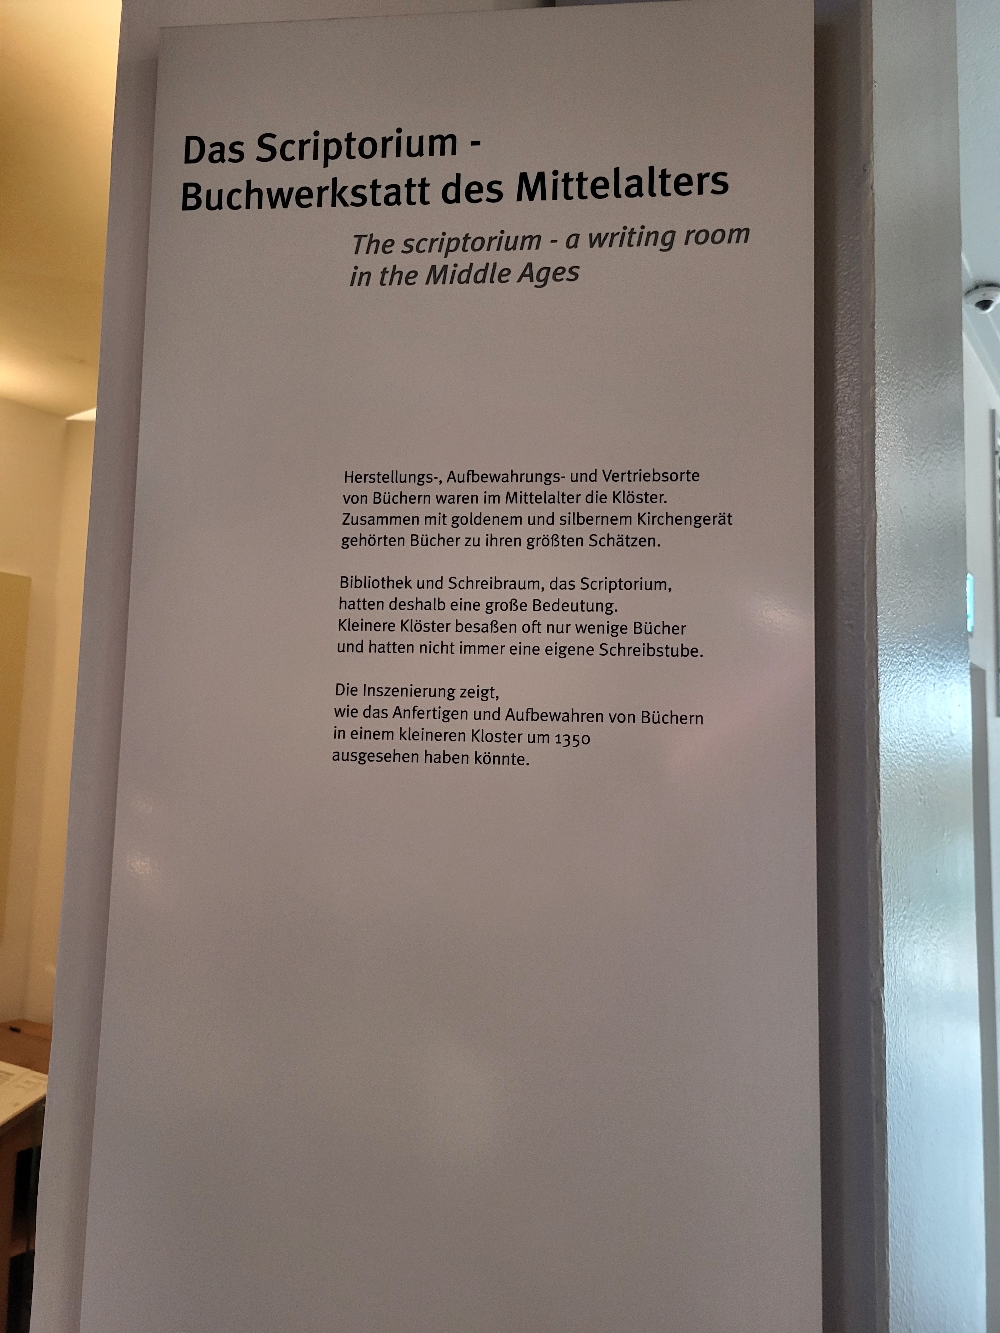 Das Scriptorium -
Buchwerkstatt des Mittelalters
The scriptorium - a writing room
in the Middle Ages
Herstellungs-, Aufbewahrungs- und Vertriebsorte
von Büchern waren im Mittelalter die Klöster.
Zusammen mit goldenem und silbernem Kirchengerät
gehörten Bücher zu ihren größten Schätzen.
Bibliothek und Schreibraum, das Scriptorium,
hatten deshalb eine große Bedeutung.
Kleinere Klöster besaßen oft nur wenige Bücher
und hatten nicht immer eine eigene Schreibstube.
Die Inszenierung zeigt,
wie das Anfertigen und Aufbewahren von Büchern
in einem kleineren Kloster um 1350
ausgesehen haben könnte.